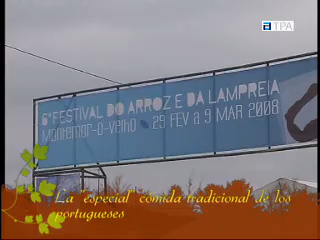 TPA
6º FESTIVAL DO ARROZ E DA LAMPREIA
Montemor-o-velho 29 FEV a 9 MAR 2008
La "especial" comida tradicional de los
portugueses